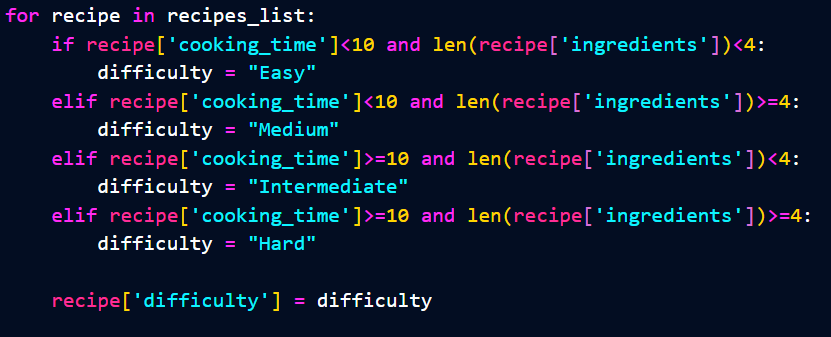 for recipe in recipes_list:
    if recipe['cooking_time']<10 and len(recipe['ingredients'])<4:
        difficulty = "Easy"
    elif recipe['cooking_time']<10 and len(recipe['ingredients'])>=4:
        difficulty = "Medium"
    elif recipe['cooking_time']>=10 and len(recipe['ingredients'])<4:
        difficulty = "Intermediate"
    elif recipe['cooking_time']>=10 and len(recipe['ingredients'])>=4:
        difficulty = "Hard"

    recipe['difficulty'] = difficulty